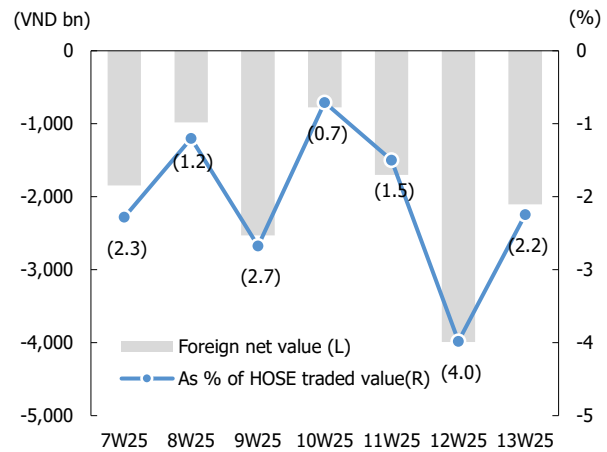 (VND bn) (%)
0 0
-1,000 -1
-2,000 -2
-3,000 -3
-4,000 -4
-5,000 -5
(2.3) (1.2) (2.7) (0.7) (1.5) (4.0) (2.2)
Foreign net value (L)
As % of HOSE traded value(R)
7W25 8W25 9W25 10W25 11W25 12W25 13W25